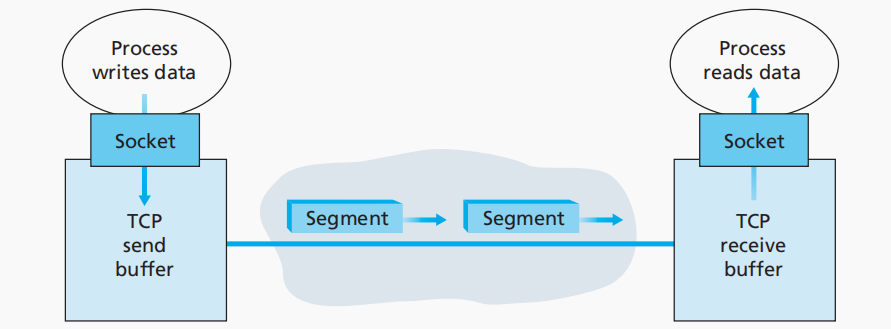 Process
writes data
Socket
TCP
send
buffer
Segment
Segment
Process
reads data
Socket
TCP
receive
buffer